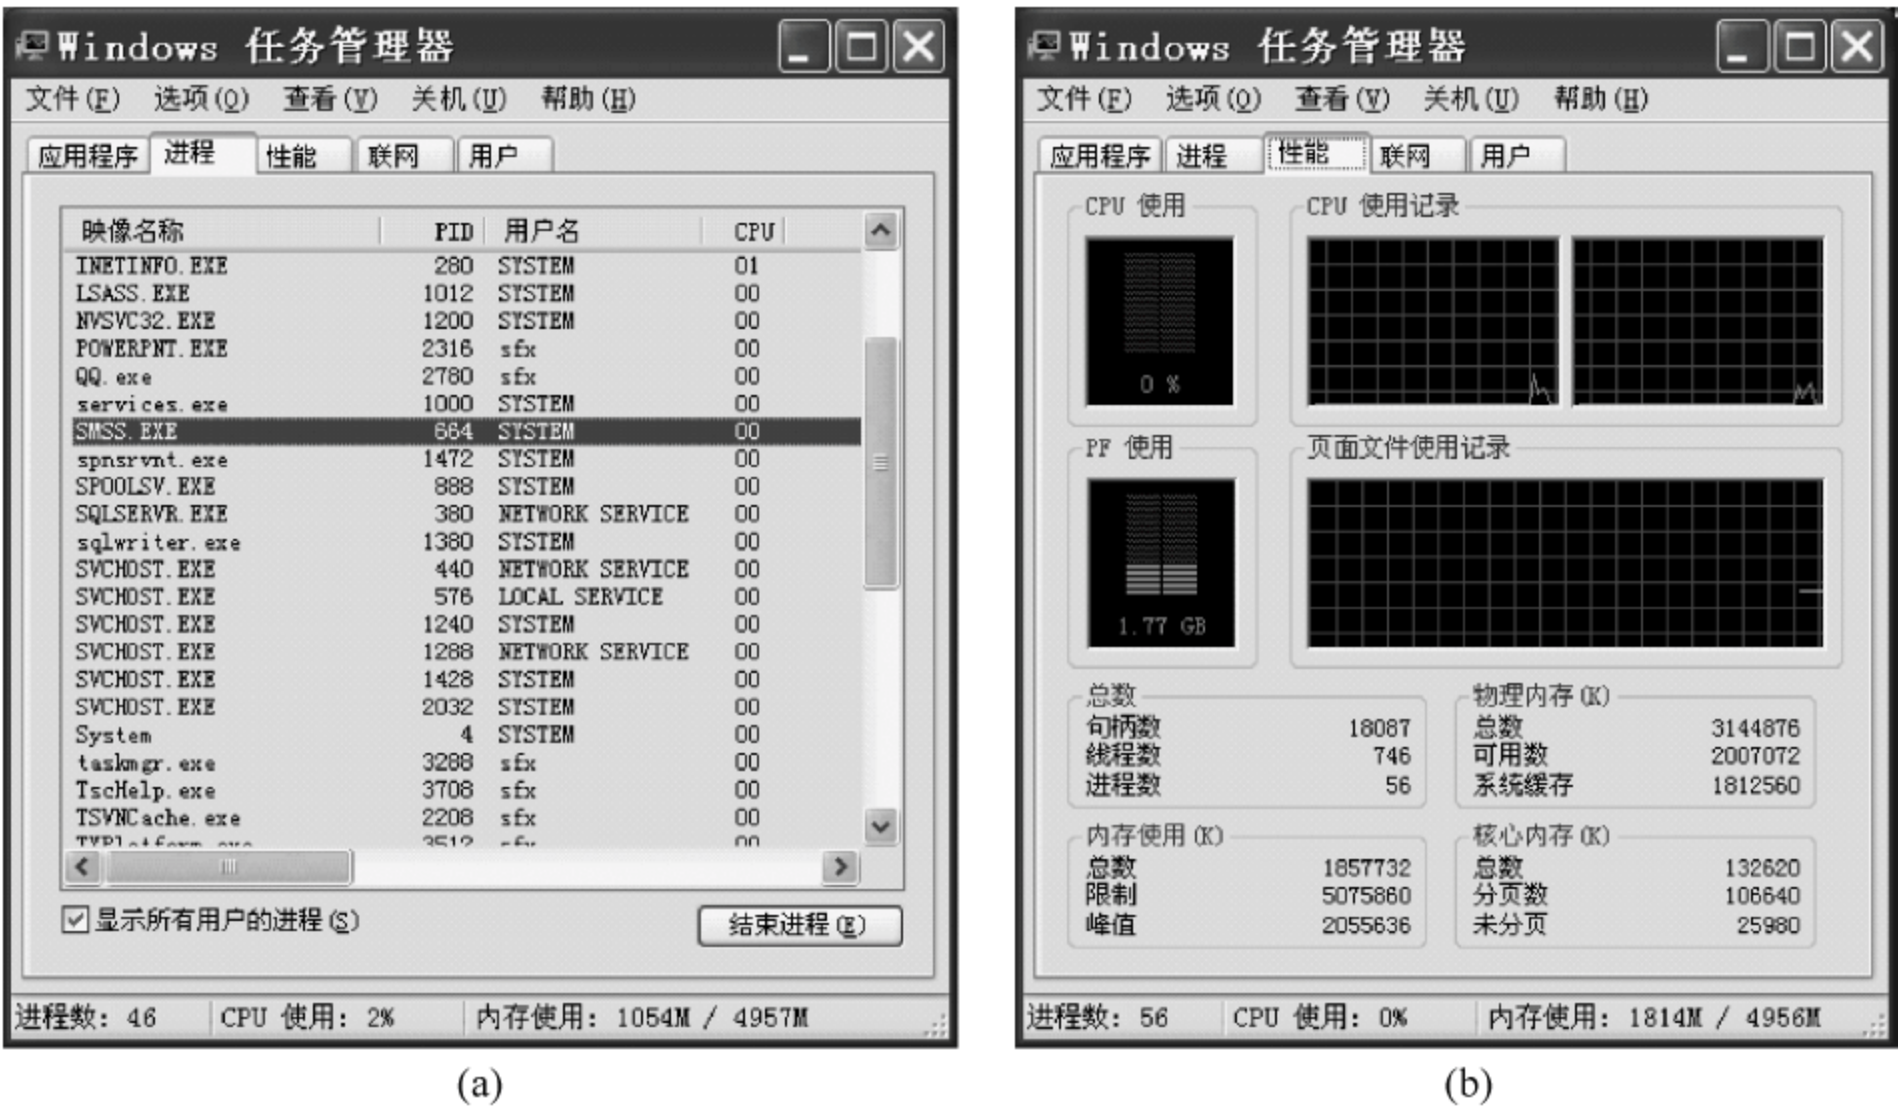 Windows 任务管理器
文件(F) 选项(O) 查看(V) 关机(U) 帮助(H)
应用程序 进程 性能 联网 用户
映像名称 PID 用户名 CPU
INETINFO.EXE 280 SYSTEM 01
LSASS.EXE 1012 SYSTEM 00
NVSVC32.EXE 1200 SYSTEM 00
POWERPNT.EXE 2316 sfx 00
QQ.exe 2780 sfx 00
services.exe 1000 SYSTEM 00
SMSS.EXE 664 SYSTEM 00
spnsrvnt.exe 1472 SYSTEM 00
SPOOLSV.EXE 888 SYSTEM 00
SQLSERVR.EXE 380 NETWORK SERVICE 00
sqlwriter.exe 1380 SYSTEM 00
SVCHOST.EXE 440 NETWORK SERVICE 00
SVCHOST.EXE 576 LOCAL SERVICE 00
SVCHOST.EXE 1240 SYSTEM 00
SVCHOST.EXE 1288 NETWORK SERVICE 00
SVCHOST.EXE 1428 SYSTEM 00
SVCHOST.EXE 2032 SYSTEM 00
System 4 SYSTEM 00
taskmgr.exe 3288 sfx 00
TscHelp.exe 3708 sfx 00
TSVNCache.exe 2208 sfx 00
显示所有用户的进程(S) 结束进程(E)
进程数: 46 CPU 使用: 2% 内存使用: 1054M / 4957M
(a)
Windows 任务管理器
文件(F) 选项(O) 查看(V) 关机(U) 帮助(H)
应用程序 进程 性能 联网 用户
CPU 使用 CPU 使用记录
0 %
PF 使用 页面文件使用记录
1.77 GB
总数
句柄数 18087
线程数 746
进程数 56
物理内存(K)
总数 3144876
可用数 2007072
系统缓存 1812560
内存使用(K)
总数 1857732
限制 5075860
峰值 2055636
核心内存(K)
总数 132620
分页数 106640
未分页 25980
进程数: 56 CPU 使用: 0% 内存使用: 1814M / 4956M
(b)